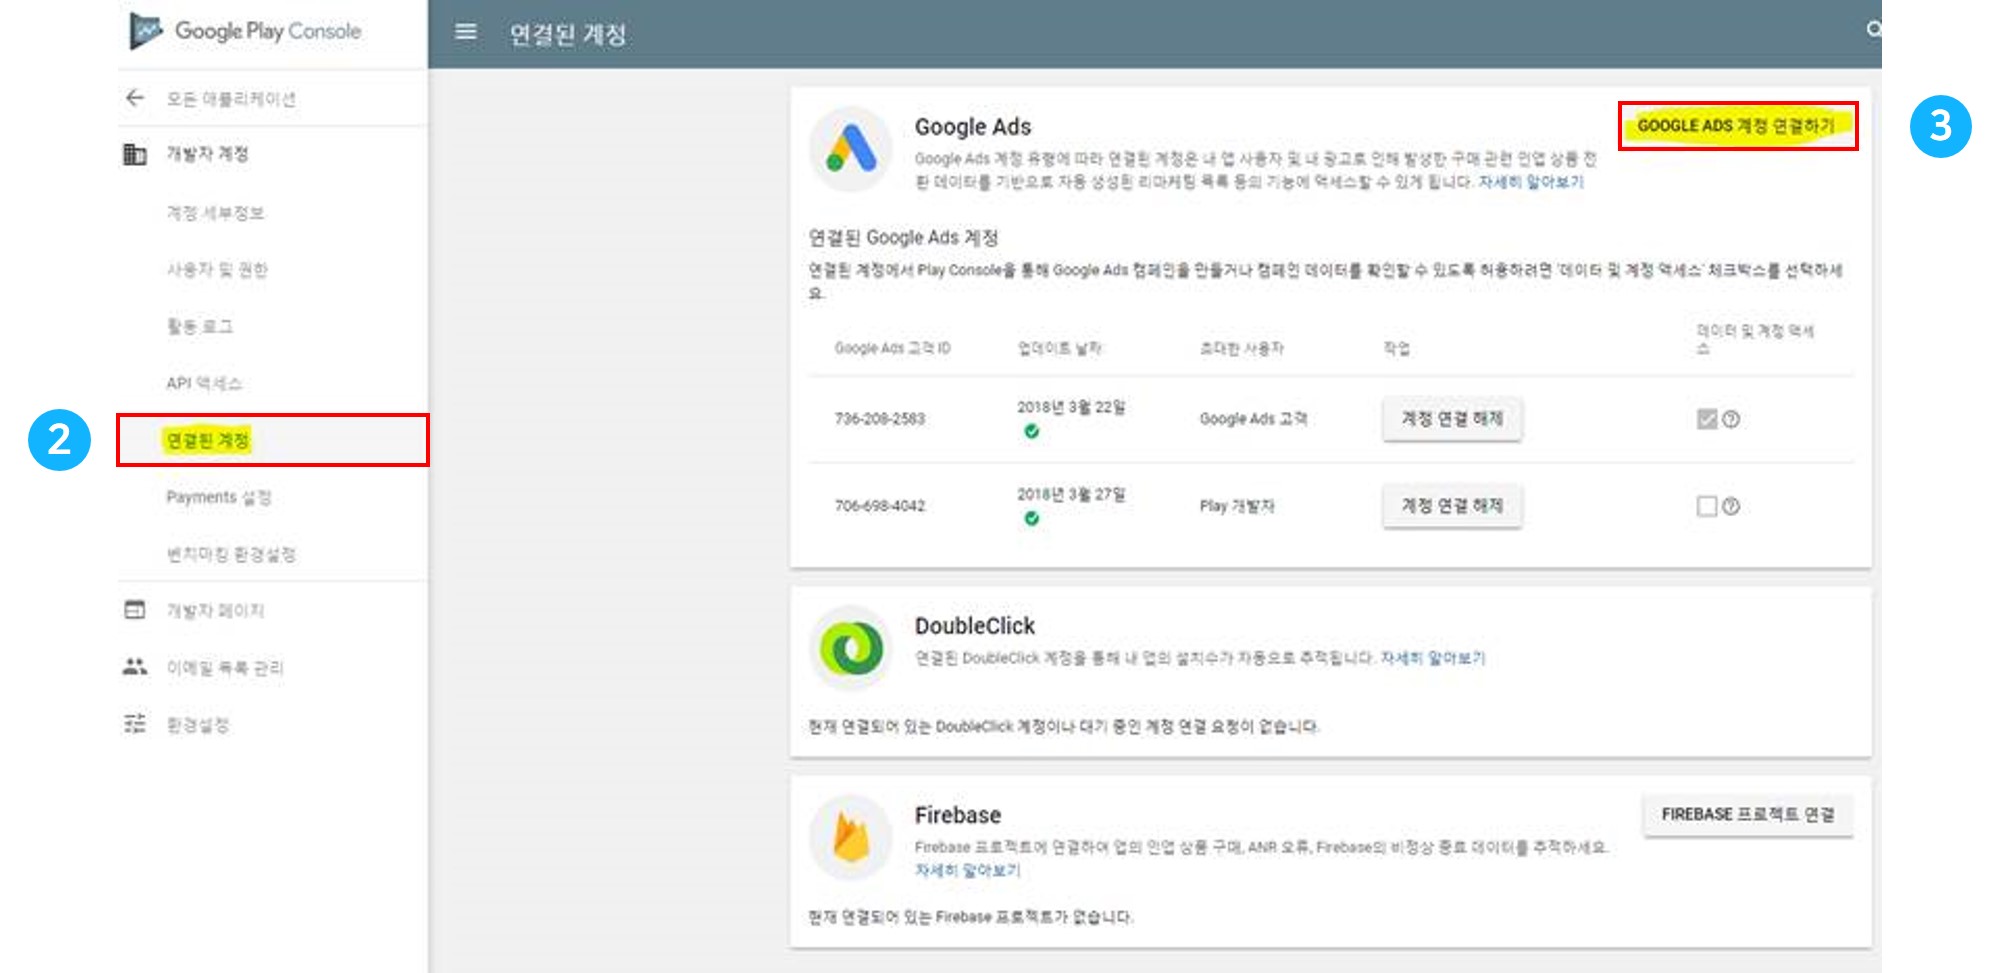 Google Play Console
연결된 계정
모든 애플리케이션
개발자 계정
계정 세부정보
사용자 및 권한
활동 로그
API 액세스
2
연결된 계정
Payments 설정
벤치마킹 환경설정
개발자 페이지
이메일 목록 관리
환경설정
Google Ads
GOOGLE ADS 계정 연결하기
3
Google Ads 계정 유형에 따라 연결된 계정은 내 앱 사용자 및 내 광고로 인해 발생한 구매 관련 인앱 상품 전
환 데이터를 기반으로 자동 생성된 리마케팅 목록 등의 기능에 액세스할 수 있게 됩니다. 자세히 알아보기
연결된 Google Ads 계정
연결된 계정에서 Play Console을 통해 Google Ads 캠페인을 만들거나 캠페인 데이터를 확인할 수 있도록 허용하려면 '데이터 및 계정 액세스' 체크박스를 선택하세
요.
Google Ads 고객 ID 업데이트 날짜 초대한 사용자 작업 데이터 및 계정 액세
스
736-208-2583 2018년 3월 22일 Google Ads 고객 계정 연결 해제
706-698-4042 2018년 3월 27일 Play 개발자 계정 연결 해제
DoubleClick
연결된 DoubleClick 계정을 통해 내 앱의 설치수가 자동으로 추적됩니다. 자세히 알아보기
현재 연결되어 있는 DoubleClick 계정이나 대기 중인 계정 연결 요청이 없습니다.
Firebase
FIREBASE 프로젝트 연결
Firebase 프로젝트에 연결하여 앱의 인앱 상품 구매, ANR 오류, Firebase의 비정상 종료 데이터를 추적하세요.
자세히 알아보기
현재 연결되어 있는 Firebase 프로젝트가 없습니다.